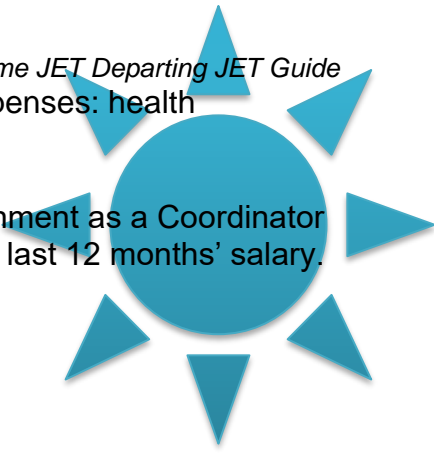 me JET Departing JET Guide
penses: health
nment as a Coordinator
last 12 months' salary.